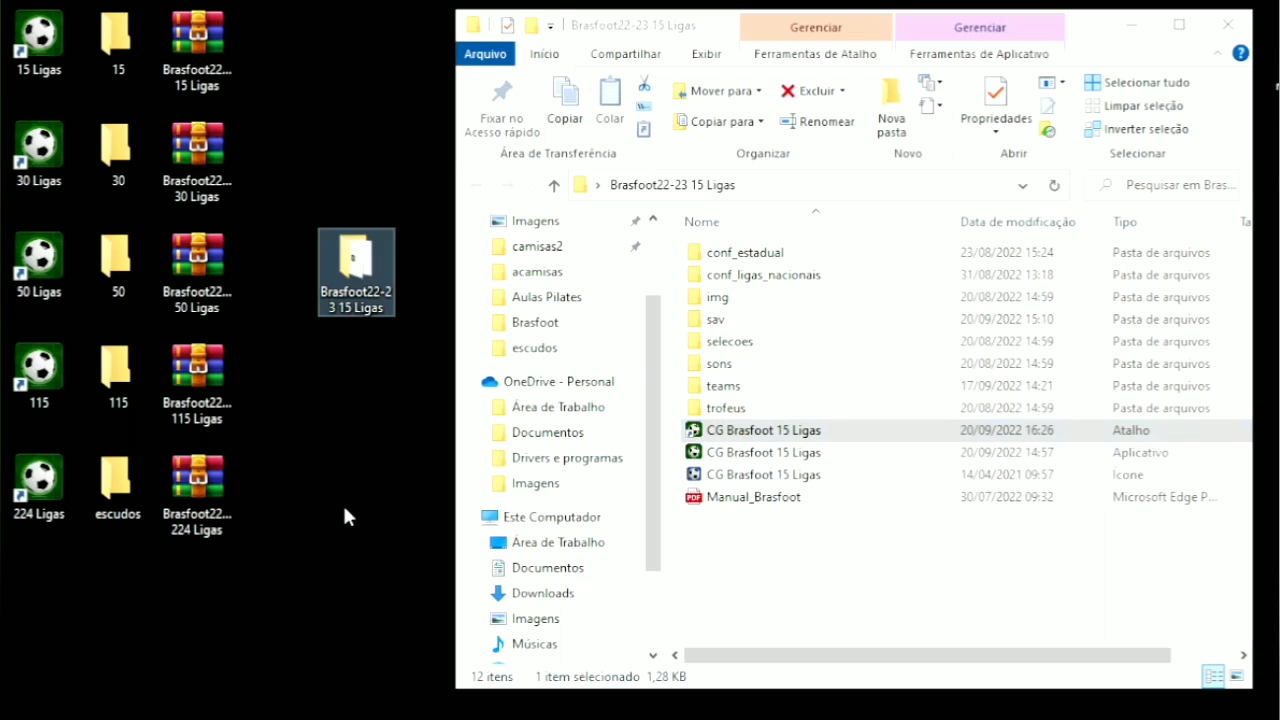 15 Ligas
15
Brasfoot22...
15 Ligas
30 Ligas
30
Brasfoot22...
30 Ligas
50 Ligas
50
Brasfoot22...
50 Ligas
Brasfoot22-2
3 15 Ligas
115
115
Brasfoot22...
115 Ligas
224 Ligas
escudos
Brasfoot22...
224 Ligas
Brasfoot22-23 15 Ligas
Gerenciar
Gerenciar
Arquivo
Início
Compartilhar
Exibir
Ferramentas de Atalho
Ferramentas de Aplicativo
Fixar no
Acesso rápido
Copiar
Colar
Mover para
Copiar para
Excluir
Renomear
Nova
pasta
Propriedades
Selecionar tudo
Limpar seleção
Inverter seleção
Área de Transferência
Organizar
Novo
Abrir
Selecionar
Brasfoot22-23 15 Ligas
Pesquisar em Bras...
Imagens
camisas2
acamisas
Aulas Pilates
Brasfoot
escudos
OneDrive - Personal
Área de Trabalho
Documentos
Drivers e programas
Imagens
Este Computador
Área de Trabalho
Documentos
Downloads
Imagens
Músicas
Nome Data de modificação Tipo Ta
conf_estadual 23/08/2022 15:24 Pasta de arquivos
conf_ligas_nacionais 31/08/2022 13:18 Pasta de arquivos
img 20/08/2022 14:59 Pasta de arquivos
sav 20/09/2022 15:10 Pasta de arquivos
selecoes 20/08/2022 14:59 Pasta de arquivos
sons 20/08/2022 14:59 Pasta de arquivos
teams 17/09/2022 14:21 Pasta de arquivos
trofeus 20/08/2022 14:59 Pasta de arquivos
CG Brasfoot 15 Ligas 20/09/2022 16:26 Atalho
CG Brasfoot 15 Ligas 20/09/2022 14:57 Aplicativo
CG Brasfoot 15 Ligas 14/04/2021 09:57 Ícone
PDF Manual_Brasfoot 30/07/2022 09:32 Microsoft Edge P...
12 itens 1 item selecionado 1,28 KB